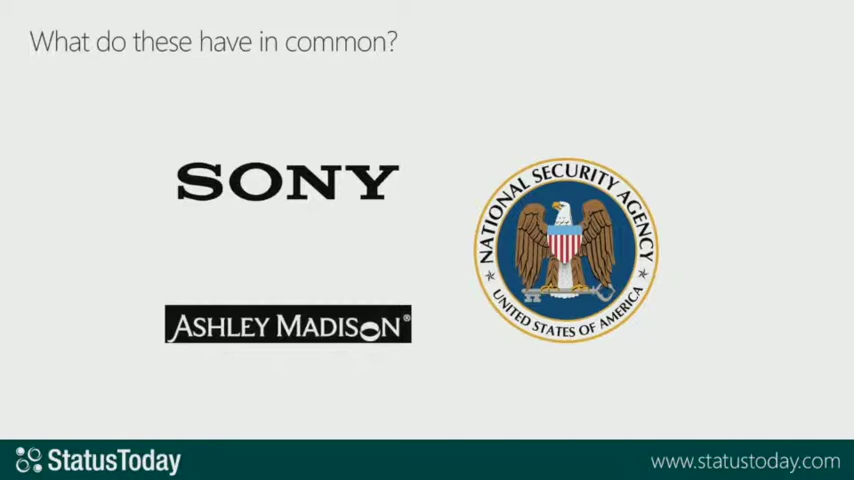 What do these have in common?
SONY
NATIONAL SECURITY AGENCY
UNITED STATES OF AMERICA
ASHLEY MADISON®
StatusToday
www.statustoday.com